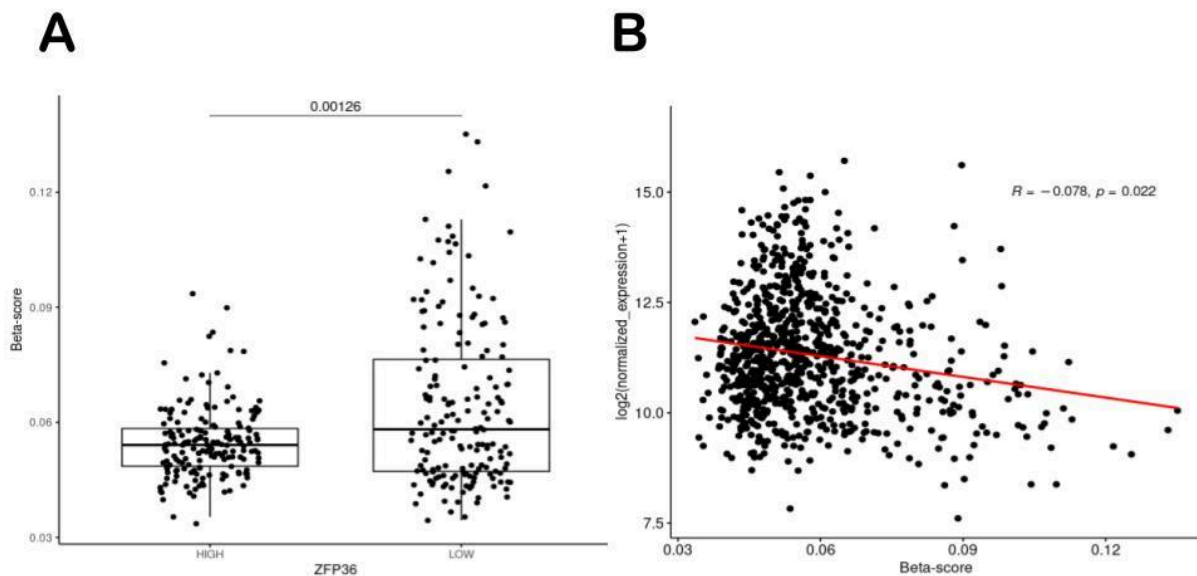 A
0.00126
0.12
0.09
0.06
0.03
Beta-score
HIGH
LOW
ZFP36
B
R = −0.078, p = 0.022
15.0
12.5
10.0
7.5
log2(normalized_expression+1)
0.03
0.06
0.09
0.12
Beta-score